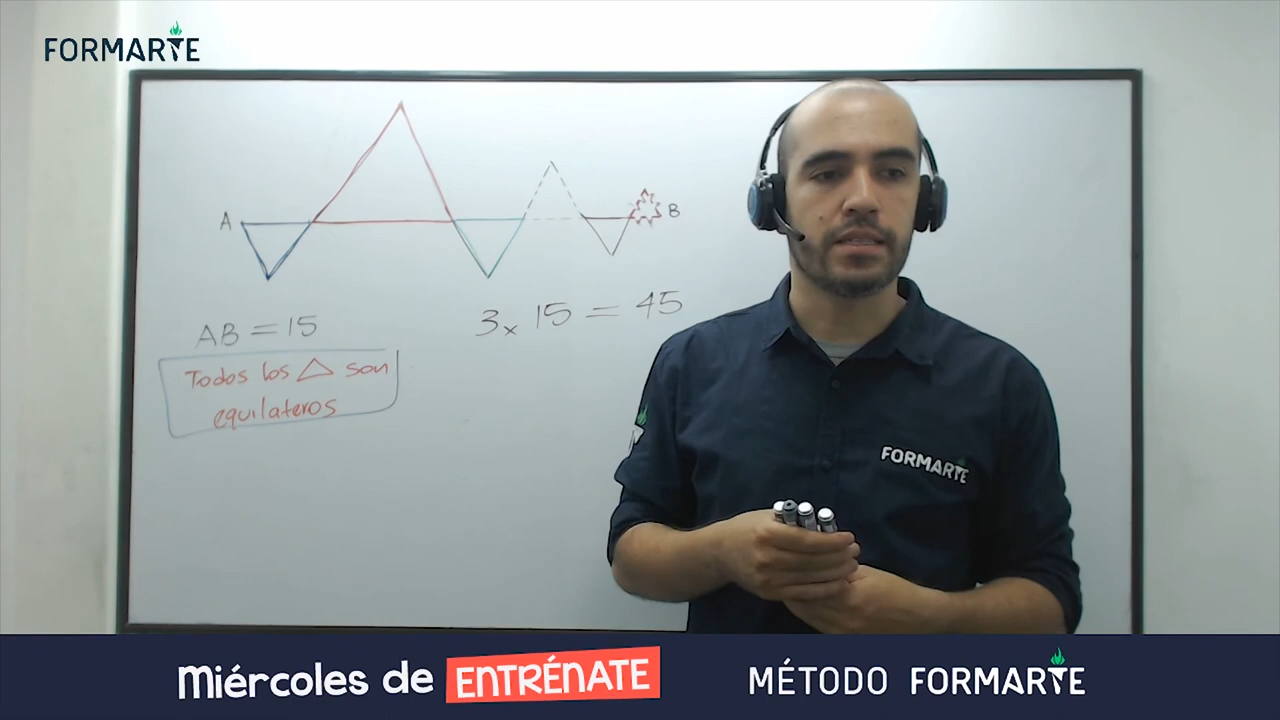 FORMARTE
A
B
AB = 15
3 x 15 = 45
Todos los △ son
equilateros
FORMARTE
Miércoles de ENTRÉNATE
MÉTODO FORMARTE